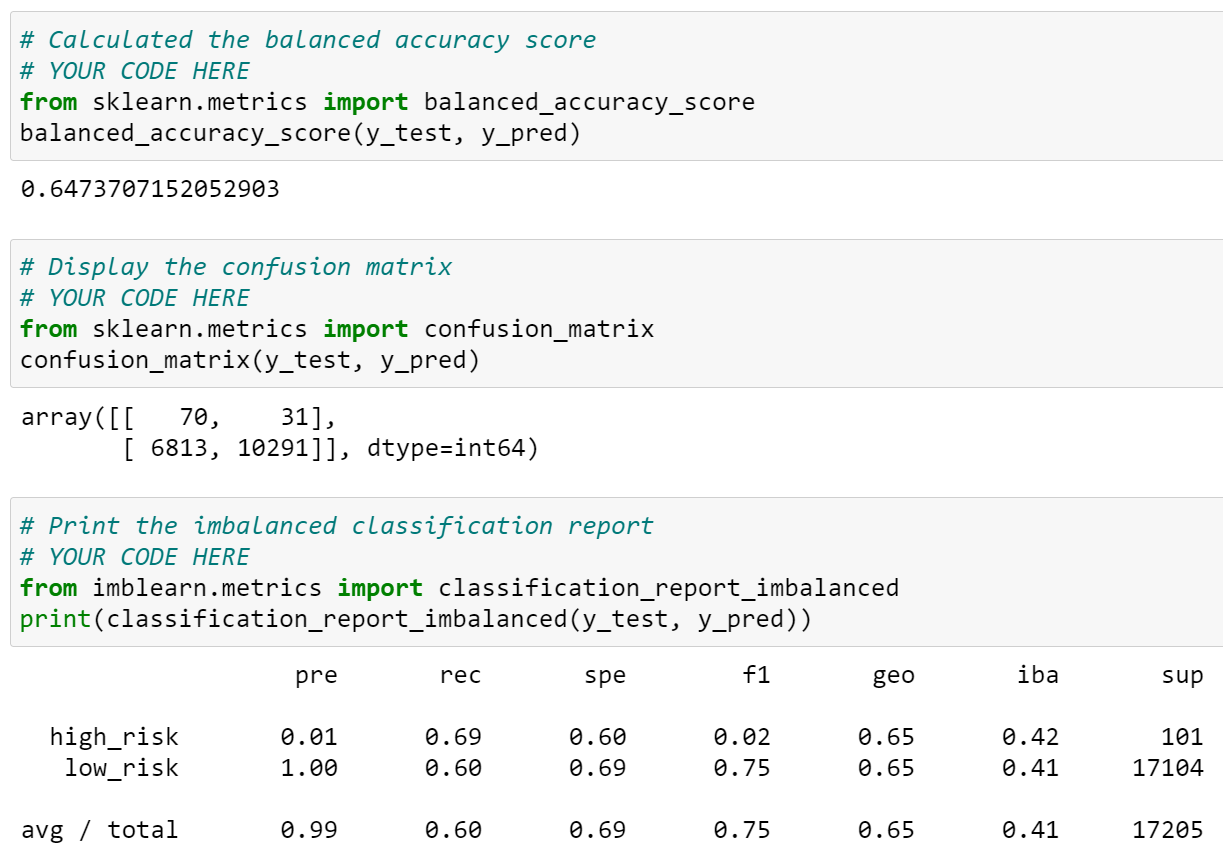 # Calculated the balanced accuracy score
# YOUR CODE HERE
from sklearn.metrics import balanced_accuracy_score
balanced_accuracy_score(y_test, y_pred)
0.6473707152052903
# Display the confusion matrix
# YOUR CODE HERE
from sklearn.metrics import confusion_matrix
confusion_matrix(y_test, y_pred)
array([[   70,    31],
       [ 6813, 10291]], dtype=int64)
# Print the imbalanced classification report
# YOUR CODE HERE
from imblearn.metrics import classification_report_imbalanced
print(classification_report_imbalanced(y_test, y_pred))
                   pre       rec       spe        f1       geo       iba       sup
  high_risk       0.01      0.69      0.60      0.02      0.65      0.42       101
   low_risk       1.00      0.60      0.69      0.75      0.65      0.41     17104
avg / total       0.99      0.60      0.69      0.75      0.65      0.41     17205